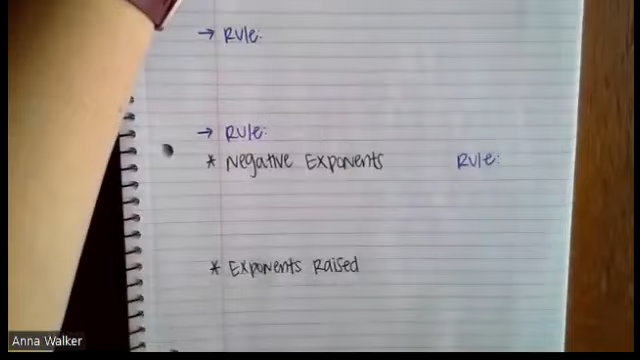 → Rule:
→ Rule:
* Negative Exponents Rule:
* Exponents Raised
Anna Walker